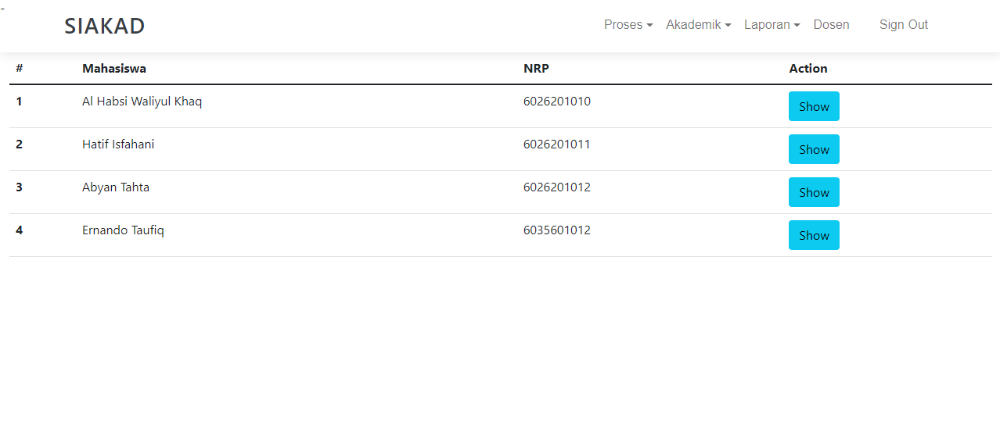 -
SIAKAD Proses Akademik Laporan Dosen Sign Out
# Mahasiswa NRP Action
1 Al Habsi Waliyul Khaq 6026201010 Show
2 Hatif Isfahani 6026201011 Show
3 Abyan Tahta 6026201012 Show
4 Ernando Taufiq 6035601012 Show